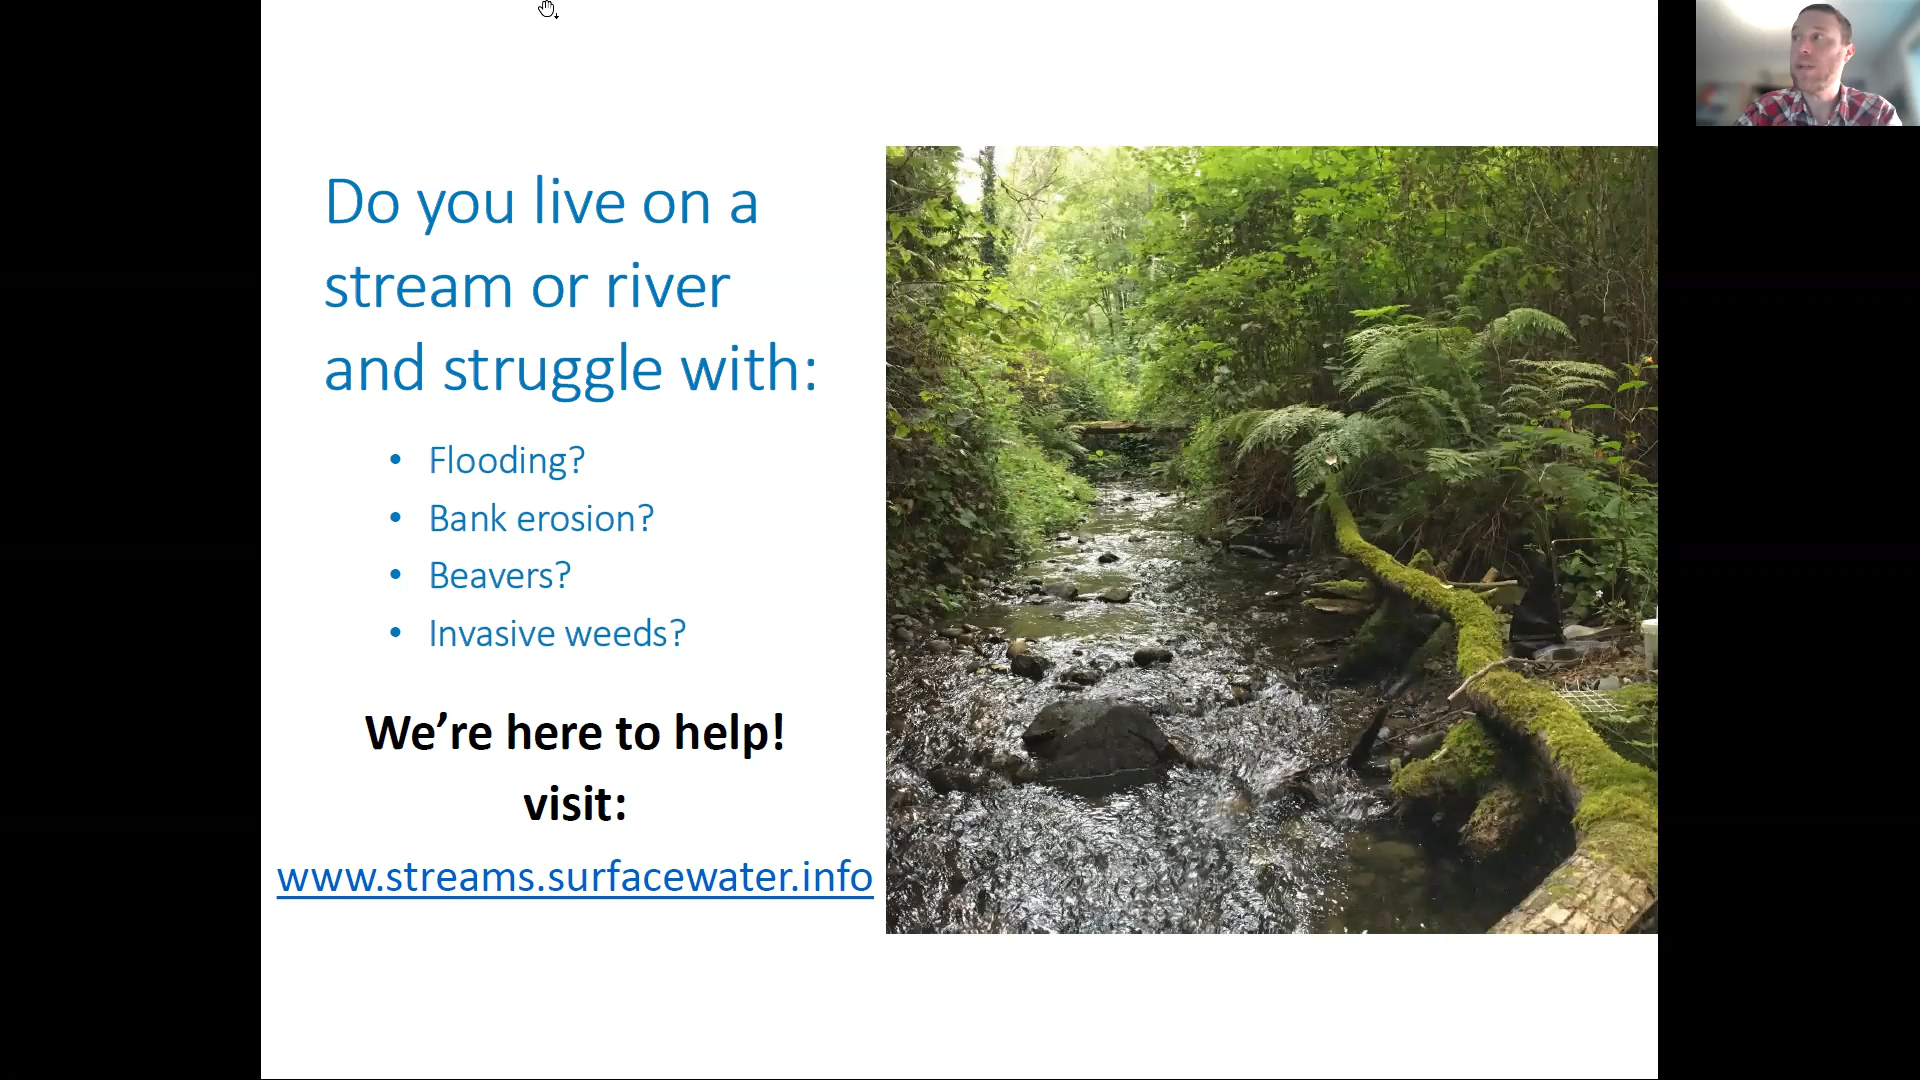 Do you live on a
stream or river
and struggle with:
• Flooding?
• Bank erosion?
• Beavers?
• Invasive weeds?
We’re here to help!
visit:
www.streams.surfacewater.info